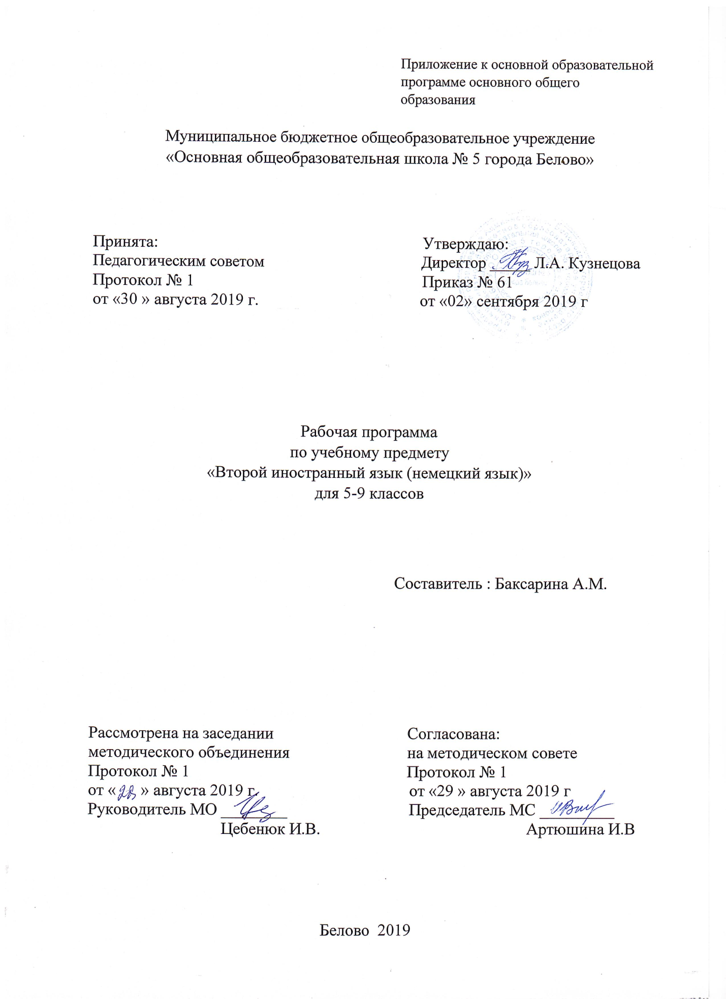 Приложение к основной образовательной
программе основного общего
образования
Муниципальное бюджетное общеобразовательное учреждение
«Основная общеобразовательная школа № 5 города Белово»
Принята:
Педагогическим советом
Протокол № 1
от «30 » августа 2019 г.
Утверждаю:
Директор _____ Л.А. Кузнецова
Приказ № 61
от «02» сентября 2019 г
Рабочая программа
по учебному предмету
«Второй иностранный язык (немецкий язык)»
для 5-9 классов
Составитель : Баксарина А.М.
Рассмотрена на заседании
методического объединения
Протокол № 1
от « » августа 2019 г.
Руководитель МО ________
Цебенюк И.В.
Согласована:
на методическом совете
Протокол № 1
от «29 » августа 2019 г
Председатель МС _________
Артюшина И.В
Белово 2019